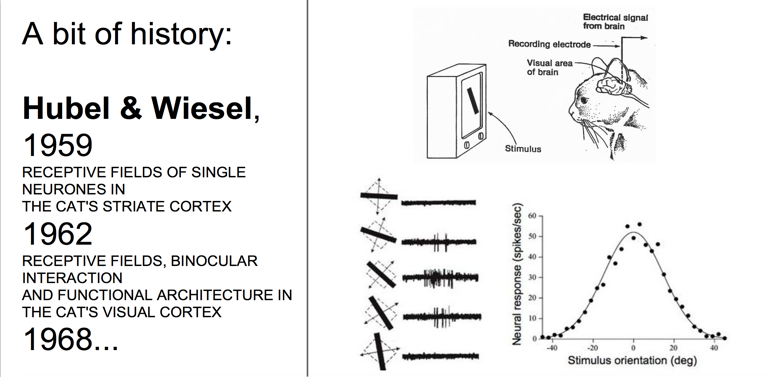 A bit of history:
Hubel & Wiesel,
1959
RECEPTIVE FIELDS OF SINGLE
NEURONES IN
THE CAT'S STRIATE CORTEX
1962
RECEPTIVE FIELDS, BINOCULAR
INTERACTION
AND FUNCTIONAL ARCHITECTURE IN
THE CAT'S VISUAL CORTEX
1968...
Electrical signal
from brain
Recording electrode
Visual area
of brain
Stimulus
Neural response (spikes/sec)
60
50
40
30
20
10
0
-40
-20
0
20
40
Stimulus orientation (deg)